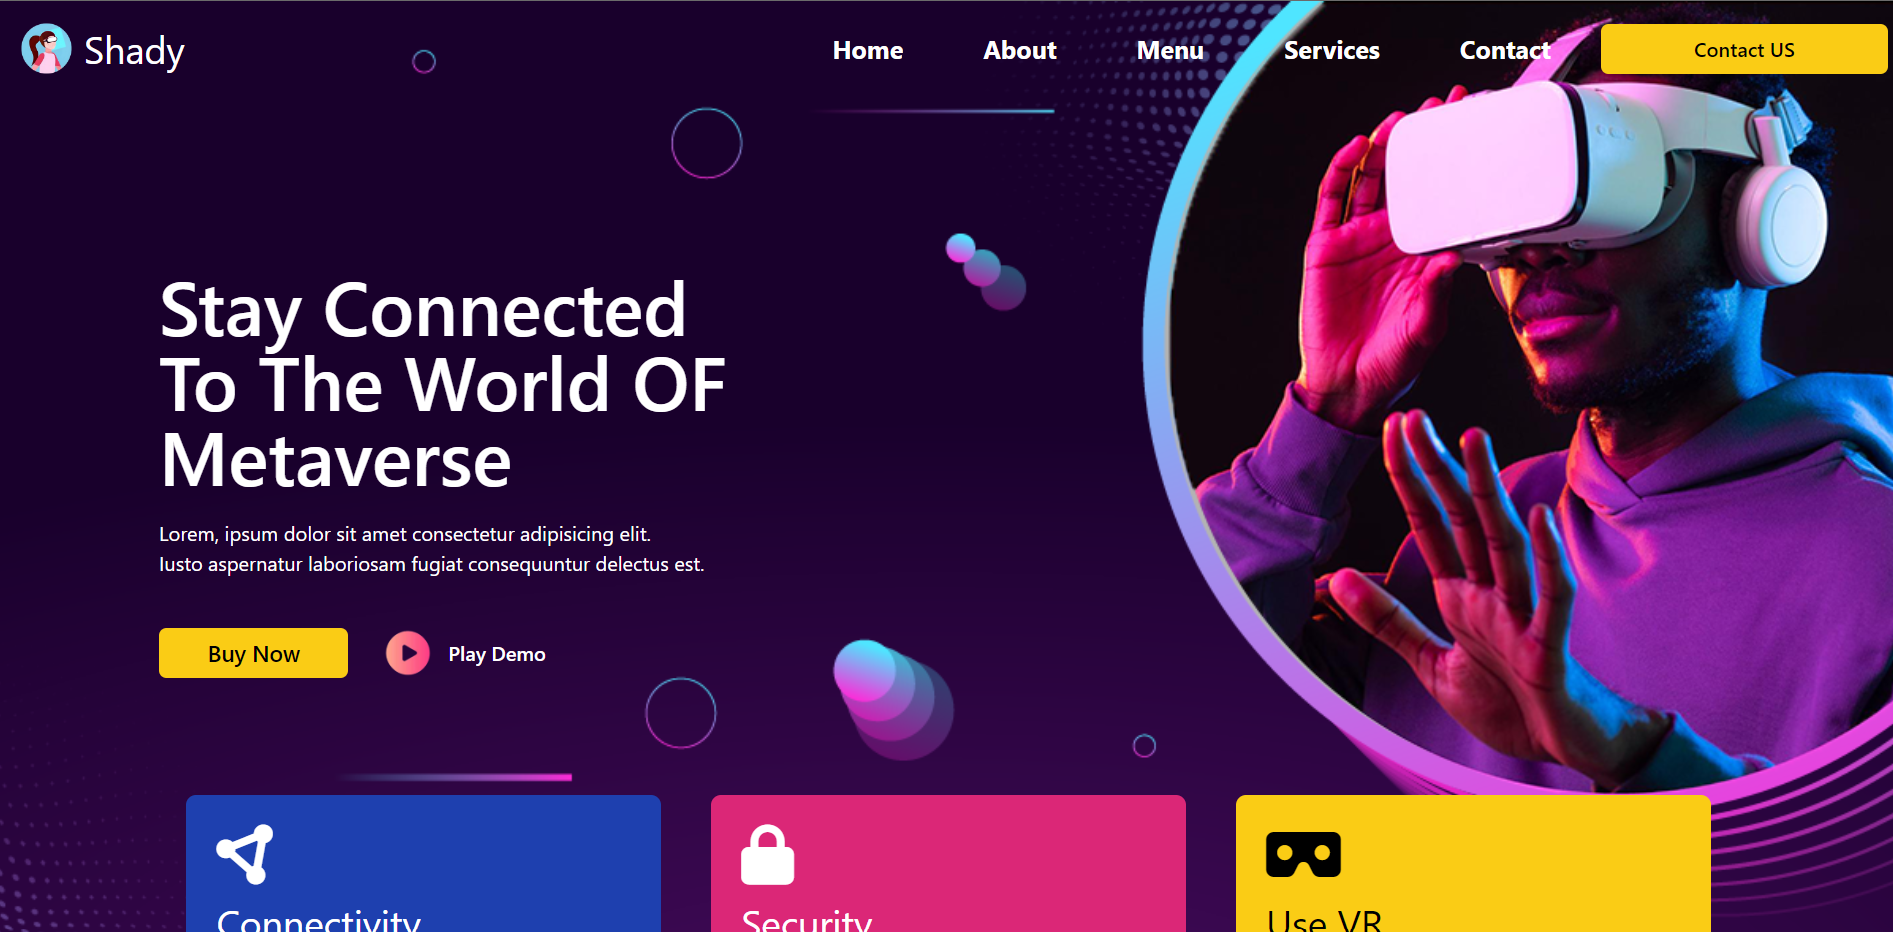 Shady
Home
About
Menu
Services
Contact
Contact US
Stay Connected
To The World OF
Metaverse
Lorem, ipsum dolor sit amet consectetur adipisicing elit.
Iusto aspernatur laboriosam fugiat consequuntur delectus est.
Buy Now
Play Demo
Connectivity
Security
Use VR